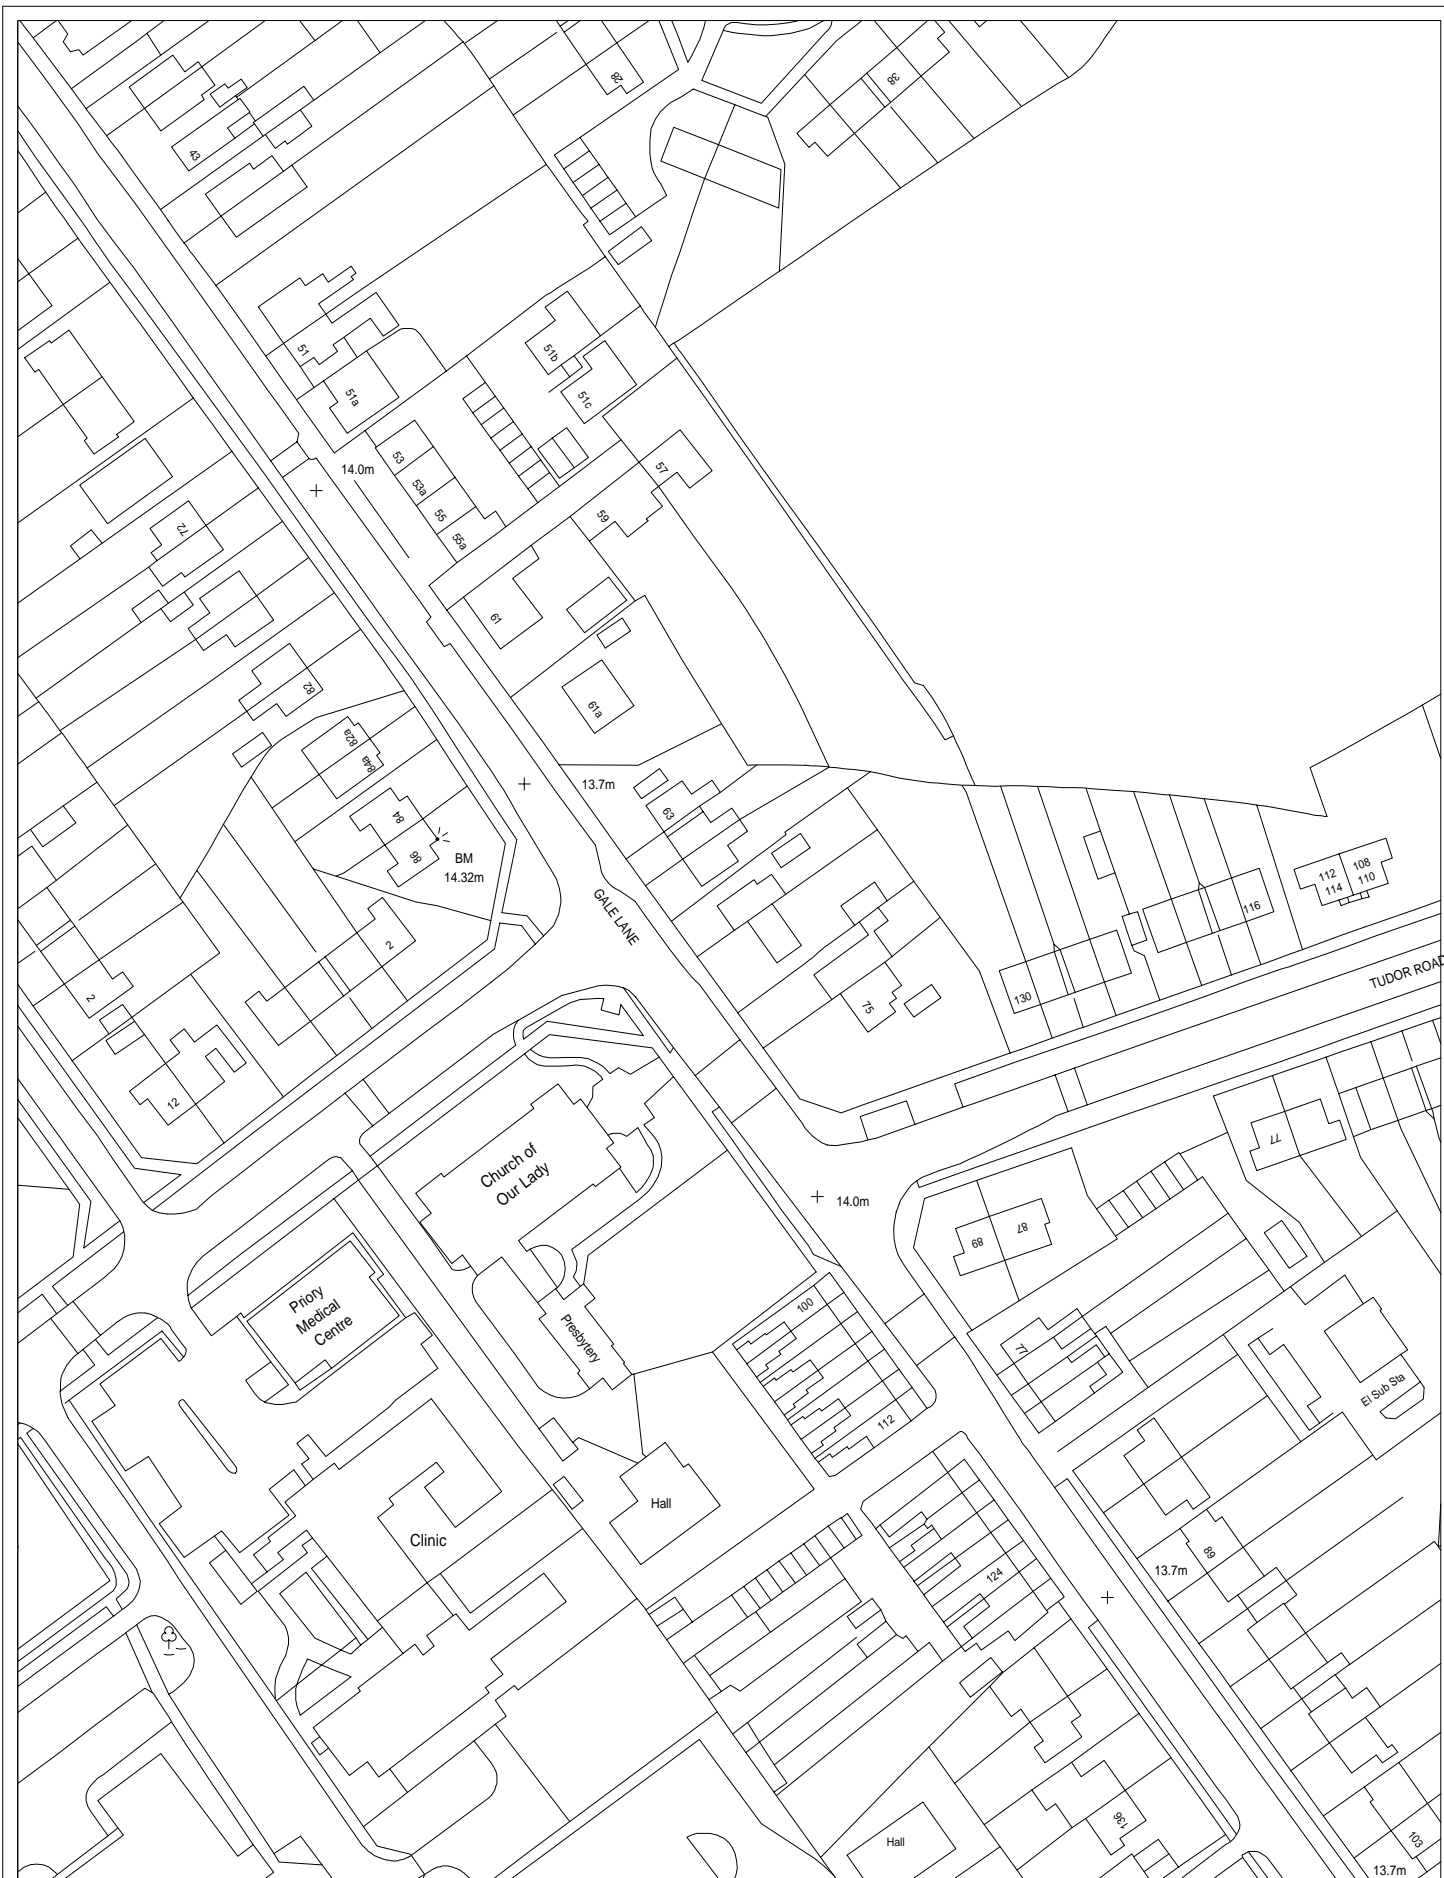 28
38
43
51
51a
51b
51c
14.0m
53
53a
55
55a
57
59
72
61
82
61a
82a
84a
13.7m
63
84
86
BM
14.32m
GALE LANE
2
2
12
75
130
116
112
114
108
110
TUDOR ROAD
Church of
Our Lady
14.0m
77
89
87
Priory
Medical
Centre
Presbytery
100
77
112
El Sub Sta
Hall
Clinic
124
89
13.7m
136
Hall
103
13.7m